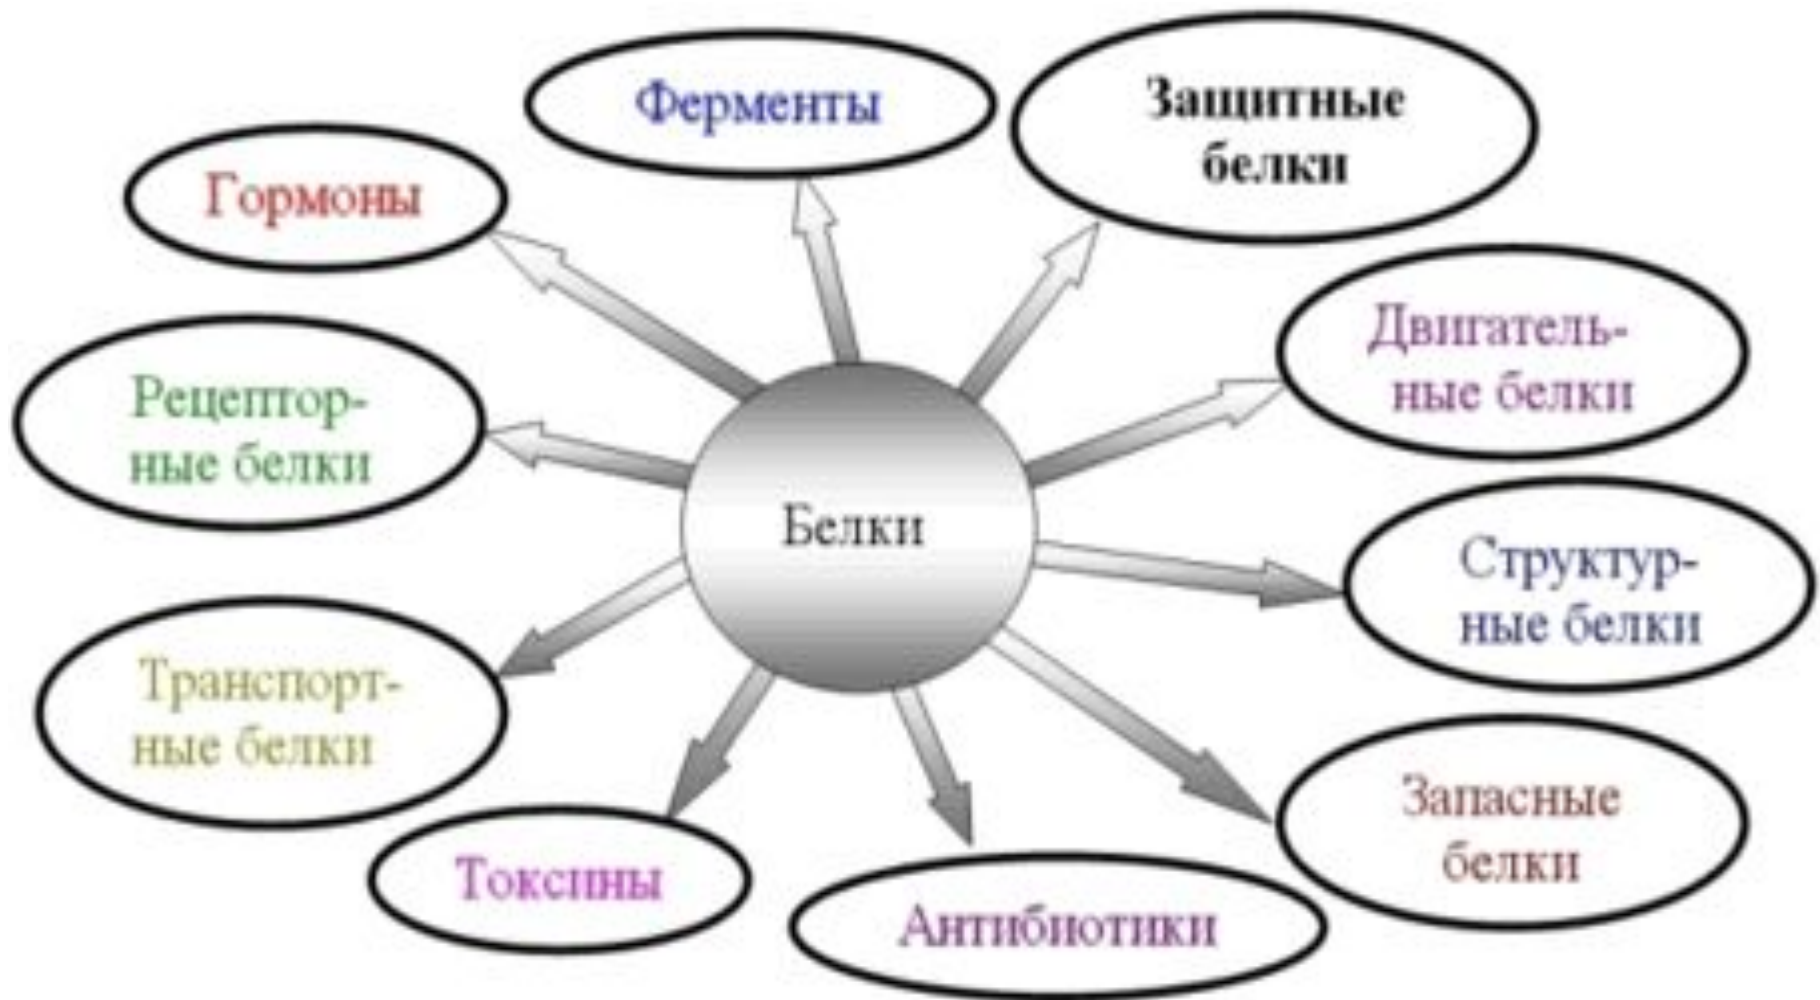 Ферменты
Защитные
белки
Гормоны
Двигатель-
ные белки
Рецептор-
ные белки
Белки
Структур-
ные белки
Транспорт-
ные белки
Запасные
белки
Токсины
Антибиотики